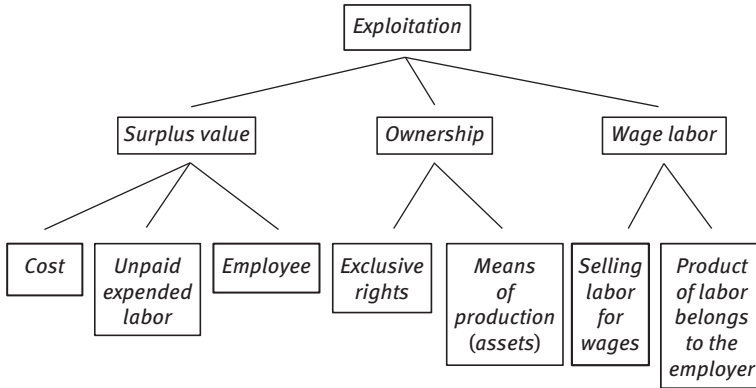 Exploitation
Surplus value
Ownership
Wage labor
Cost
Unpaid
expended
labor
Employee
Exclusive
rights
Means
of
production
(assets)
Selling
labor
for
wages
Product
of labor
belongs
to the
employer